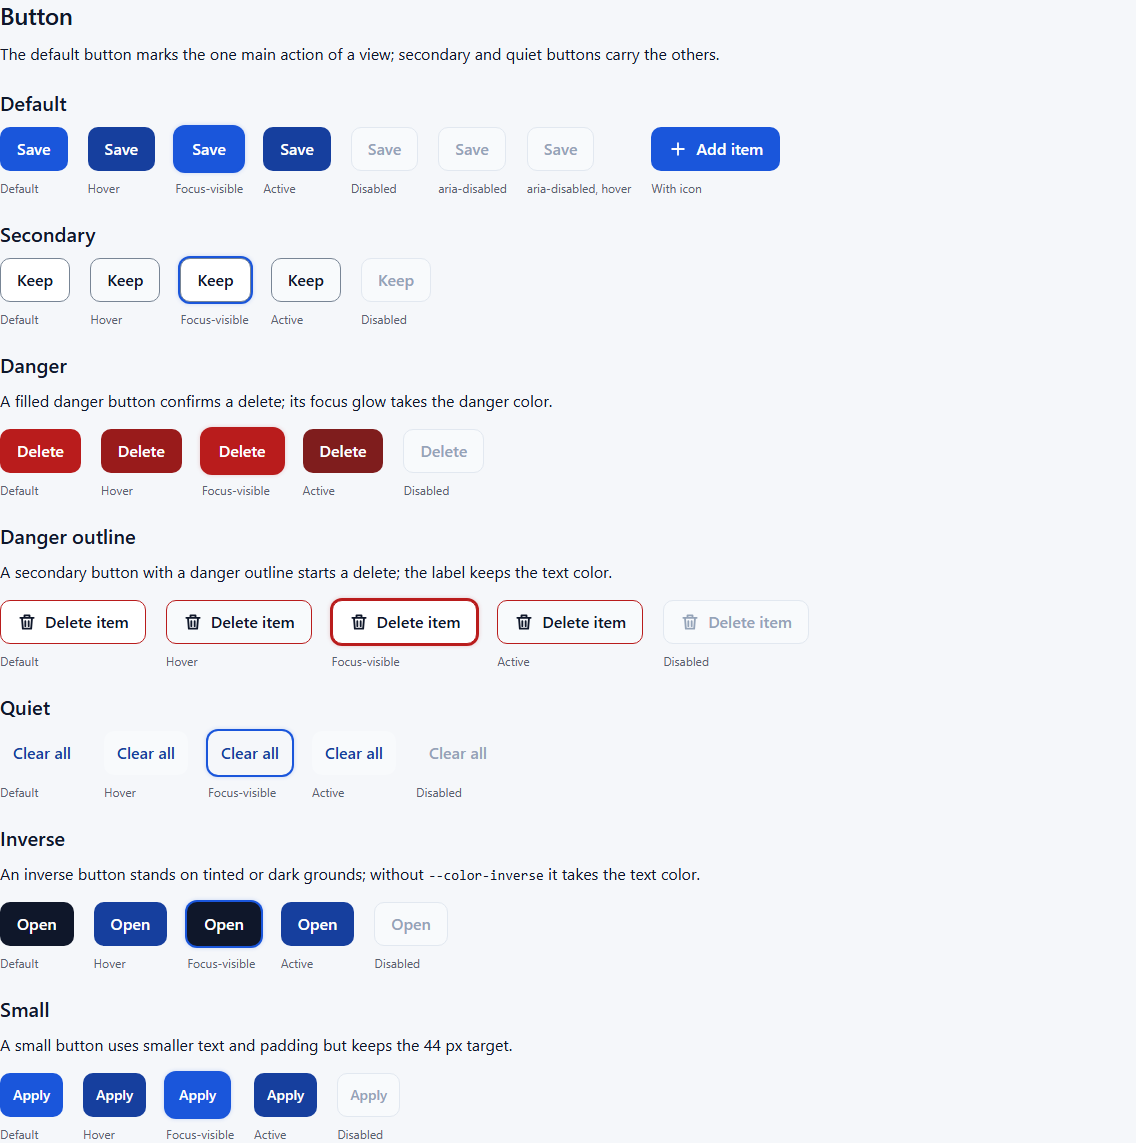 Button
The default button marks the one main action of a view; secondary and quiet buttons carry the others.
Default
Save Save Save Save Save Save Save Add item
Default Hover Focus-visible Active Disabled aria-disabled aria-disabled, hover With icon
Secondary
Keep Keep Keep Keep Keep
Default Hover Focus-visible Active Disabled
Danger
A filled danger button confirms a delete; its focus glow takes the danger color.
Delete Delete Delete Delete Delete
Default Hover Focus-visible Active Disabled
Danger outline
A secondary button with a danger outline starts a delete; the label keeps the text color.
Delete item Delete item Delete item Delete item Delete item
Default Hover Focus-visible Active Disabled
Quiet
Clear all Clear all Clear all Clear all Clear all
Default Hover Focus-visible Active Disabled
Inverse
An inverse button stands on tinted or dark grounds; without --color-inverse it takes the text color.
Open Open Open Open Open
Default Hover Focus-visible Active Disabled
Small
A small button uses smaller text and padding but keeps the 44 px target.
Apply Apply Apply Apply Apply
Default Hover Focus-visible Active Disabled